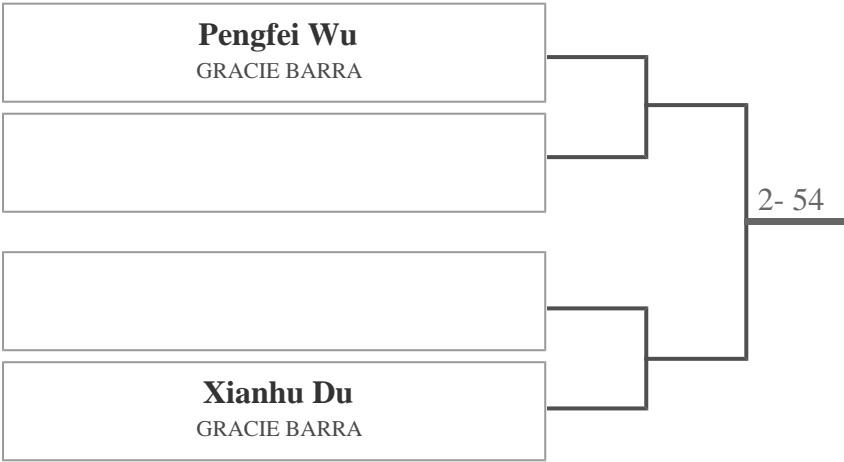 Pengfei Wu
GRACIE BARRA
2- 54
Xianhu Du
GRACIE BARRA